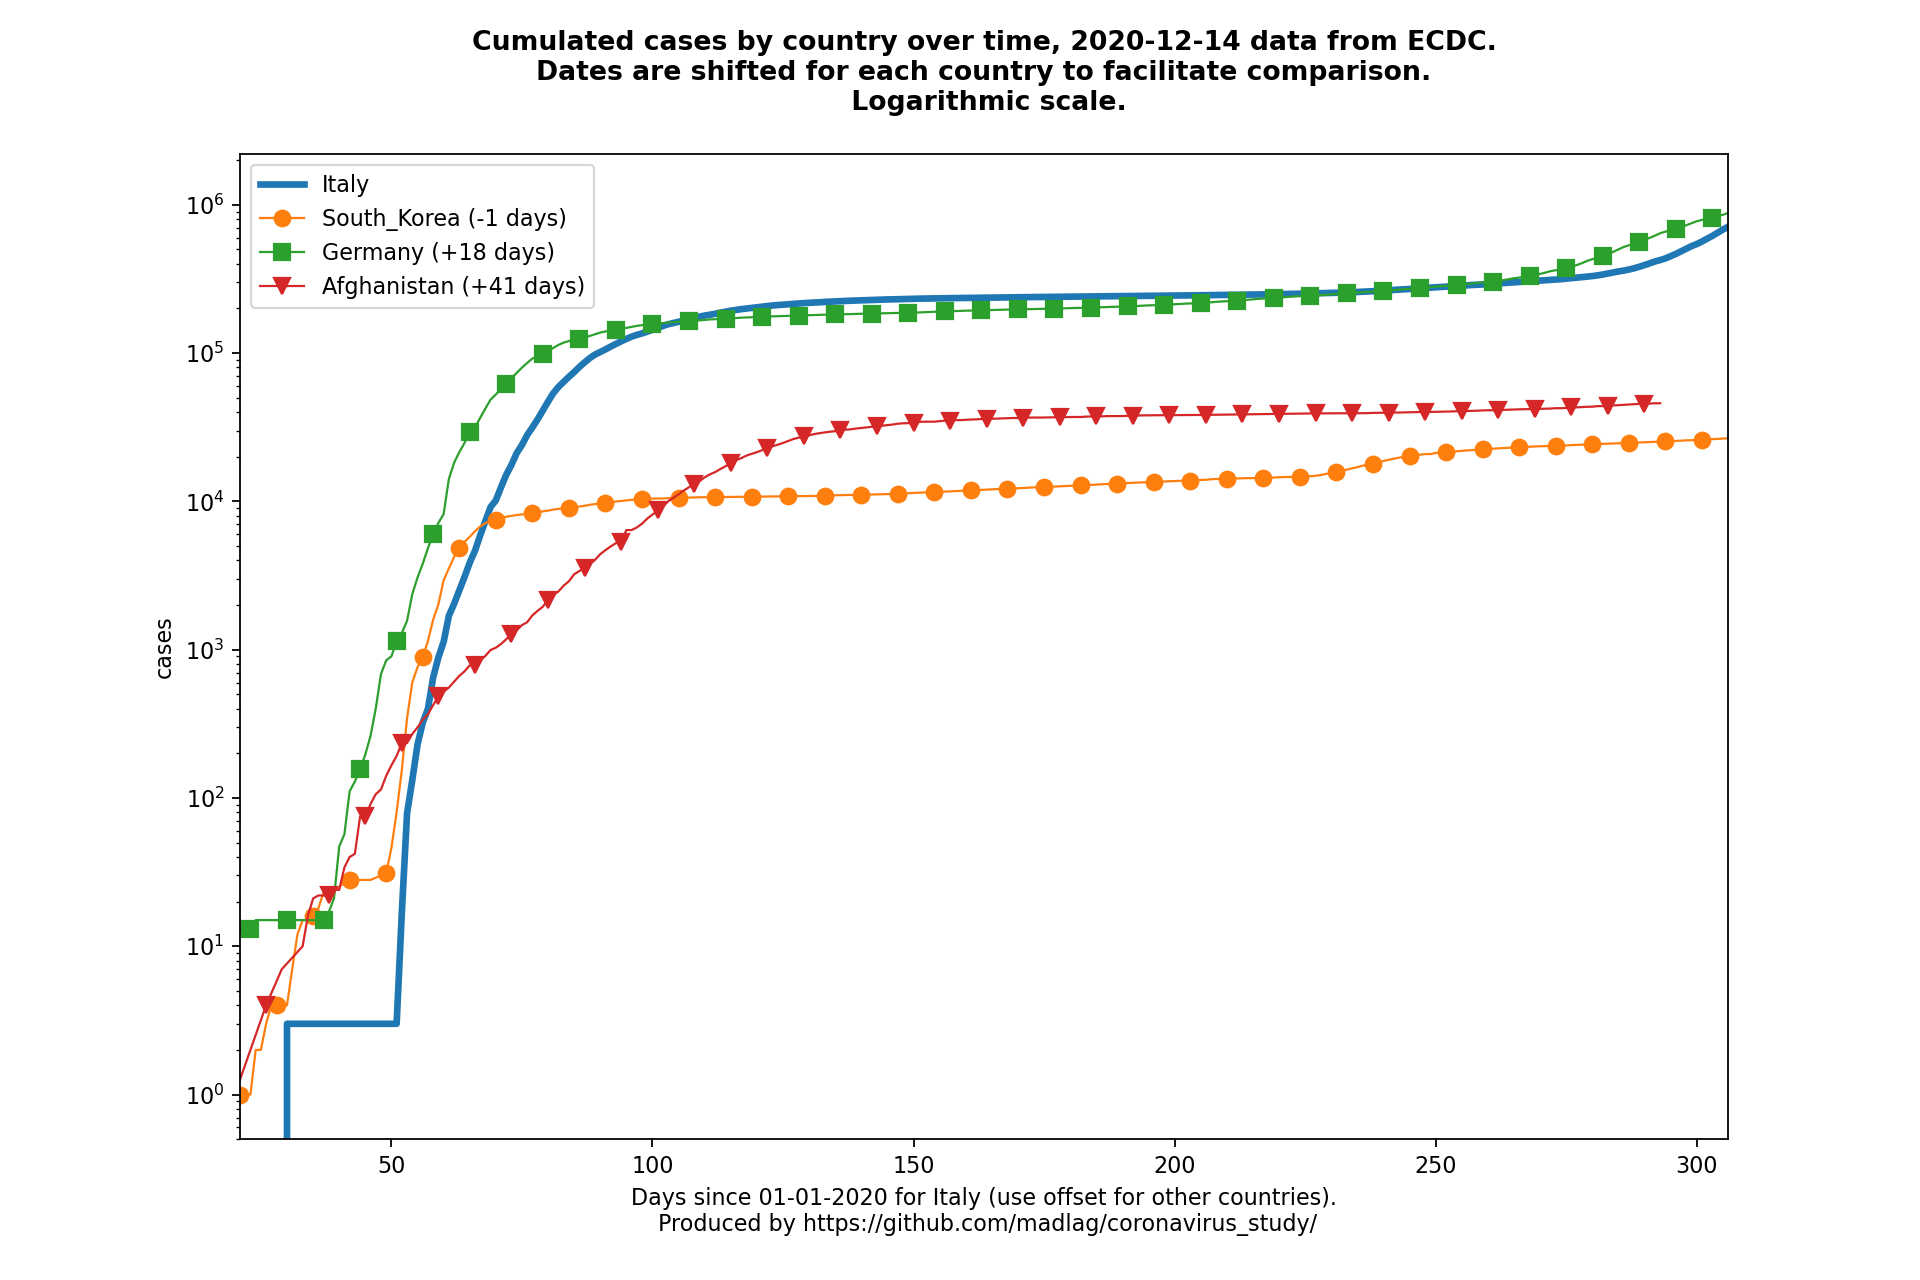 Cumulated cases by country over time, 2020-12-14 data from ECDC.
Dates are shifted for each country to facilitate comparison.
Logarithmic scale.
Italy
South_Korea (-1 days)
Germany (+18 days)
Afghanistan (+41 days)
10^6
10^5
10^4
10^3
10^2
10^1
10^0
cases
50 100 150 200 250 300
Days since 01-01-2020 for Italy (use offset for other countries).
Produced by https://github.com/madlag/coronavirus_study/